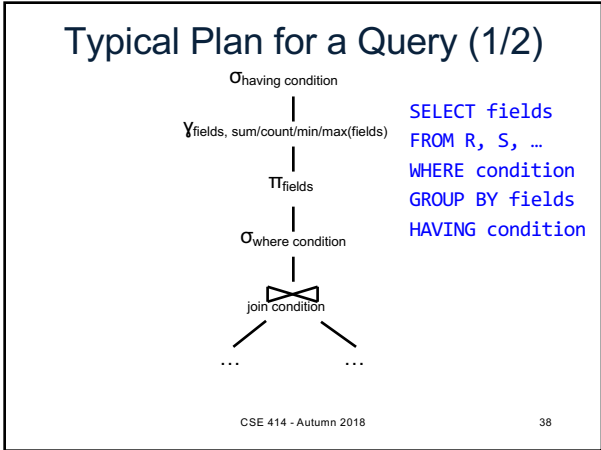 Typical Plan for a Query (1/2)
σhaving condition
γfields, sum/count/min/max(fields)
πfields
σwhere condition
join condition
… …
SELECT fields
FROM R, S, …
WHERE condition
GROUP BY fields
HAVING condition
CSE 414 - Autumn 2018 38